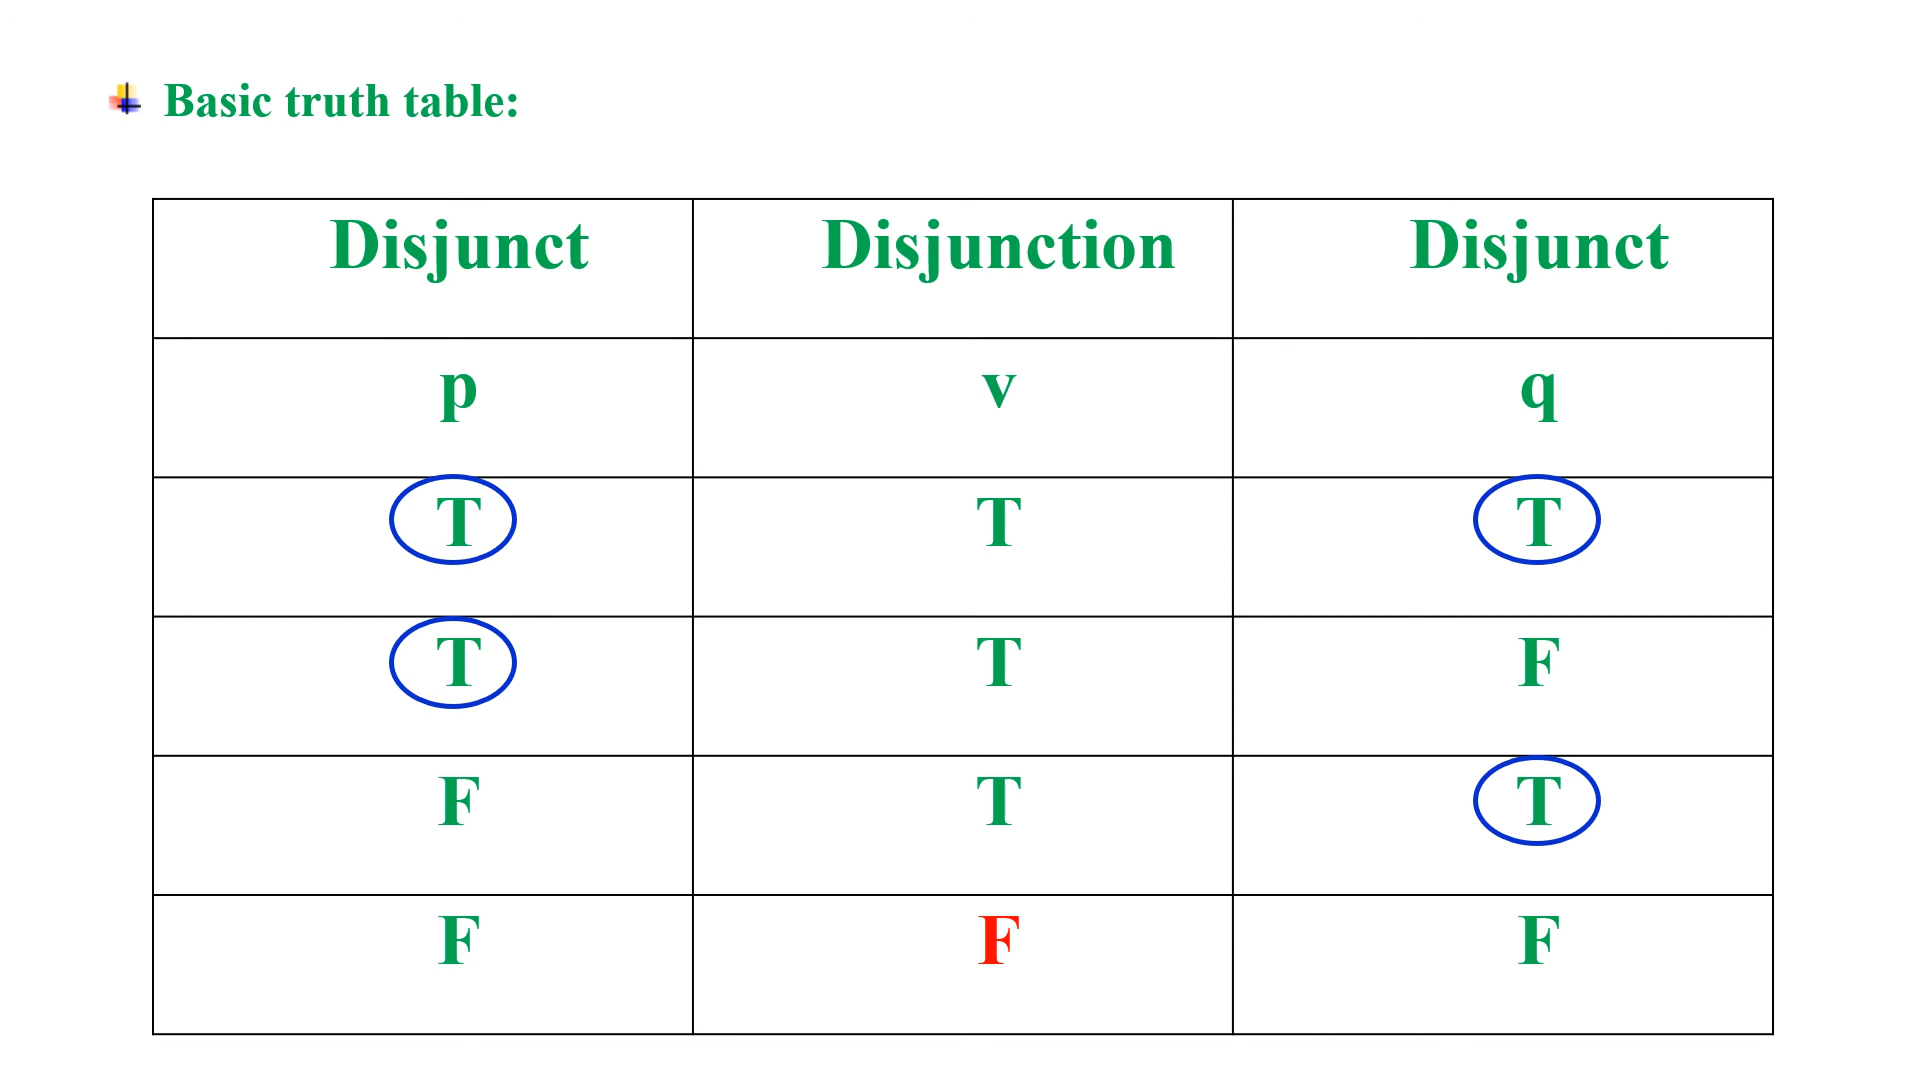 Basic truth table:
Disjunct Disjunction Disjunct
p v q
T T T
T T F
F T T
F F F